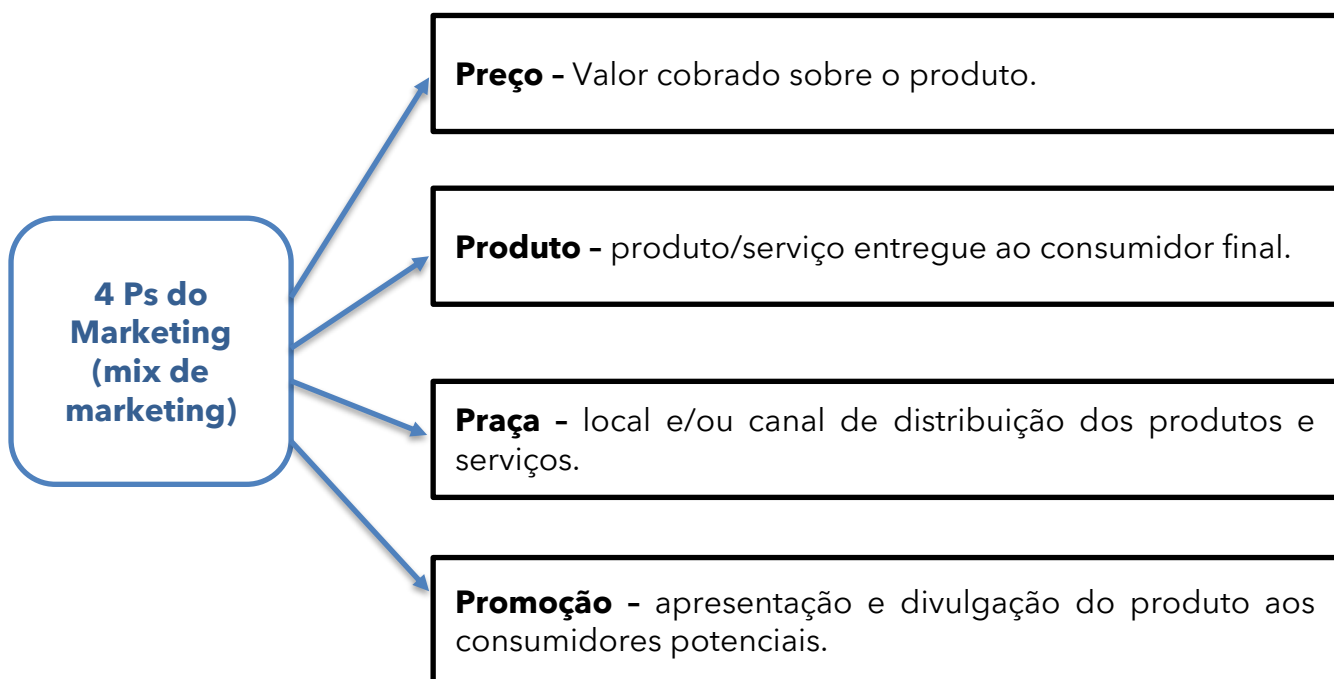 Preço – Valor cobrado sobre o produto.
Produto – produto/serviço entregue ao consumidor final.
4 Ps do
Marketing
(mix de
marketing)
Praça – local e/ou canal de distribuição dos produtos e
serviços.
Promoção – apresentação e divulgação do produto aos
consumidores potenciais.